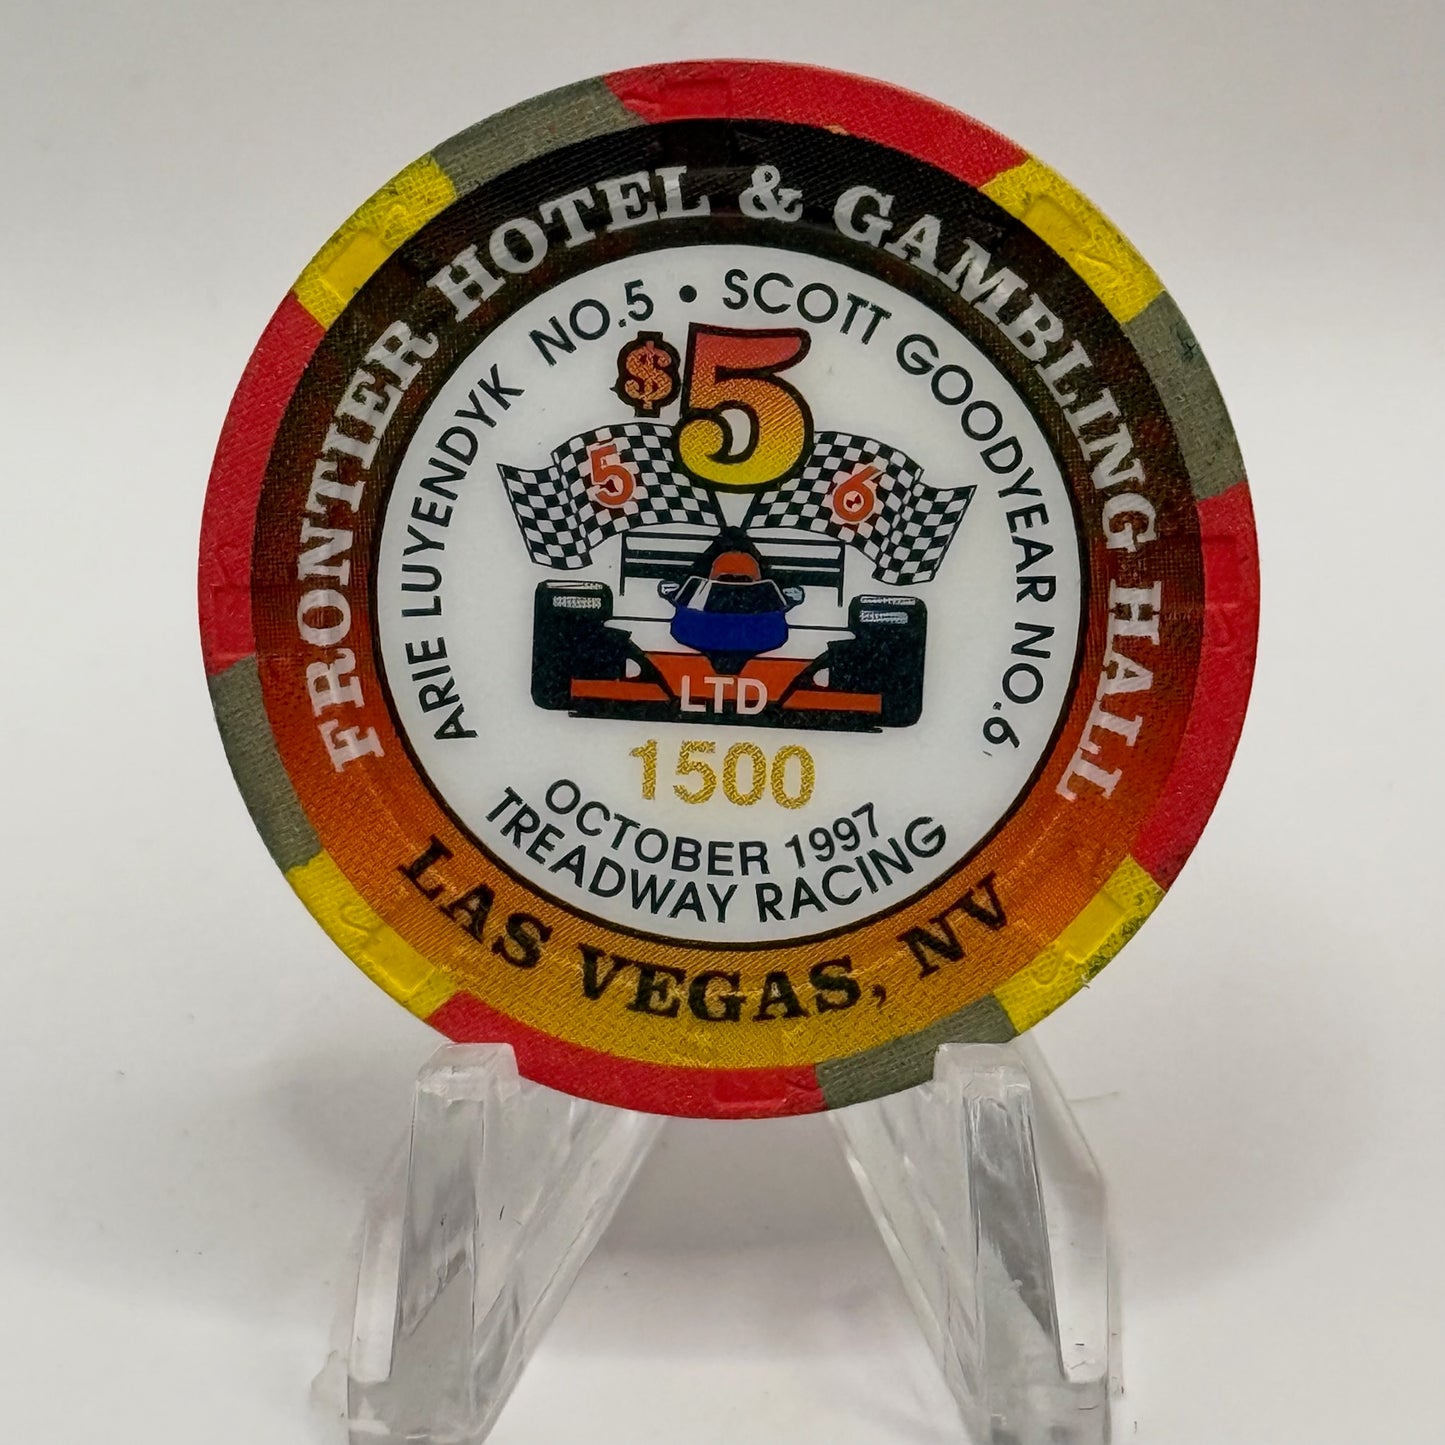 FRONTIER HOTEL & GAMBLING HALL
ARIE LUYENDYK NO.5 • SCOTT GOODYEAR NO.6
$5
5
6
LTD
1500
OCTOBER 1997
TREADWAY RACING
LAS VEGAS, NV